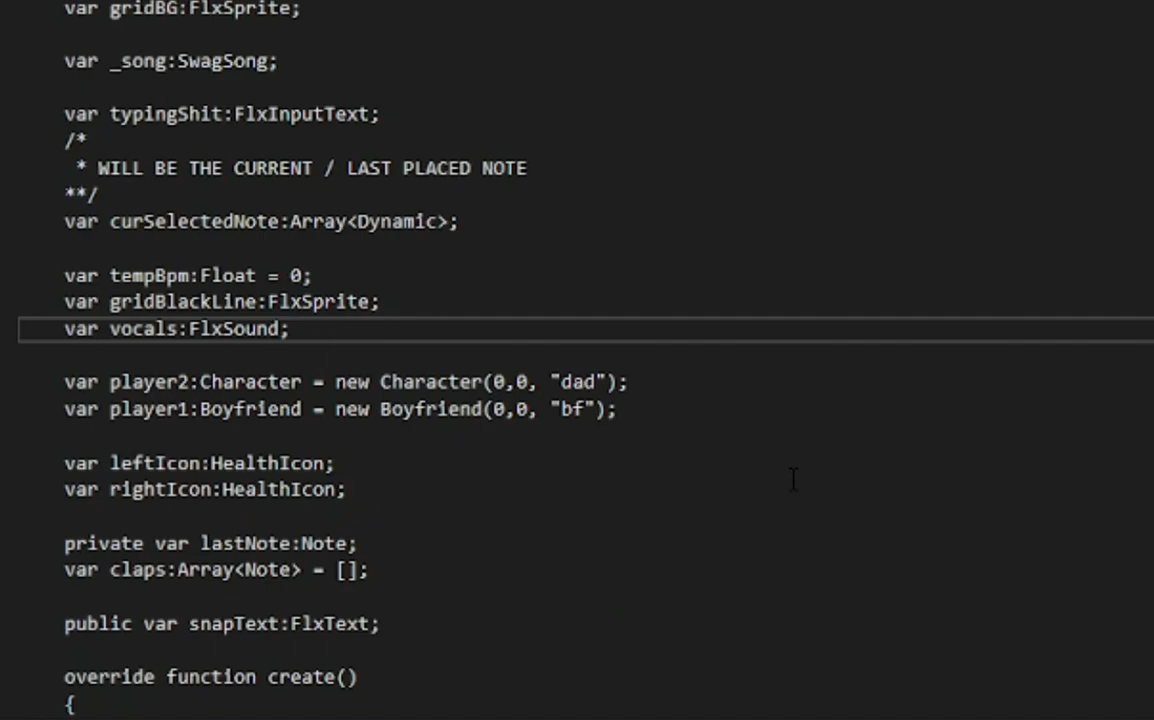 var gridBG:FlxSprite;
var _song:SwagSong;
var typingShit:FlxInputText;
/*
* WILL BE THE CURRENT / LAST PLACED NOTE
**/
var curSelectedNote:Array<Dynamic>;
var tempBpm:Float = 0;
var gridBlackLine:FlxSprite;
var vocals:FlxSound;
var player2:Character = new Character(0,0, "dad");
var player1:Boyfriend = new Boyfriend(0,0, "bf");
var leftIcon:HealthIcon;
var rightIcon:HealthIcon;
private var lastNote:Note;
var claps:Array<Note> = [];
public var snapText:FlxText;
override function create()
{